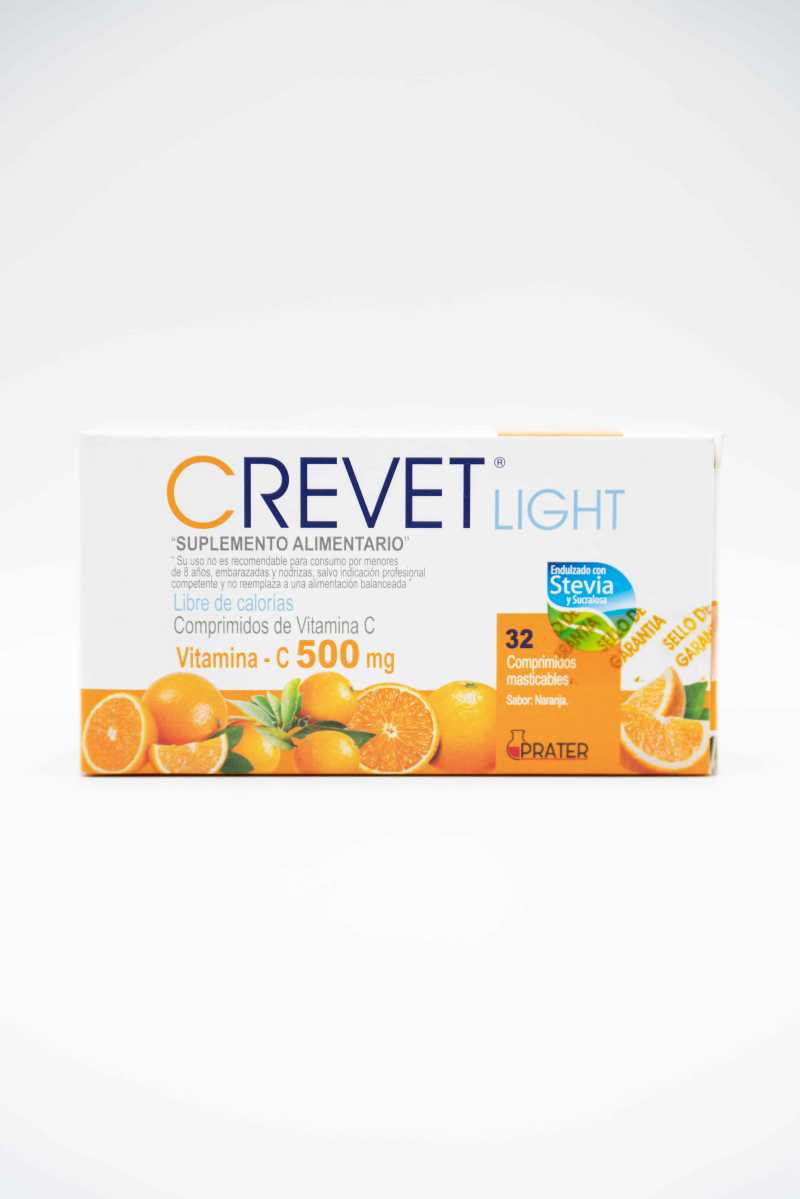 CREVET® LIGHT
"SUPLEMENTO ALIMENTARIO"
" Su uso no es recomendable para consumo por menores
de 8 años, embarazadas y nodrizas, salvo indicación profesional
competente y no reemplaza a una alimentación balanceada "
Libre de calorías
Comprimidos de Vitamina C
Vitamina - C 500 mg
Endulzado con
Stevia
y Sucralosa
32
Comprimidos
masticables
Sabor: Naranja.
PRATER
SELLO DE
GARANTIA
SELLO DE
GARANTIA